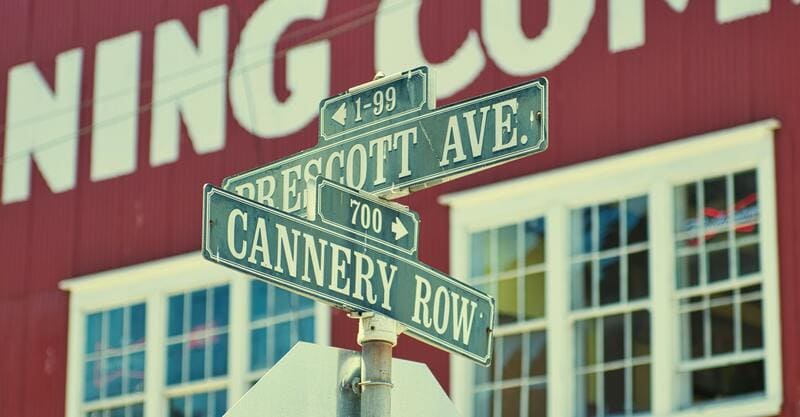 NING COM
← 1-99
PRESCOTT AVE.
700 →
CANNERY ROW